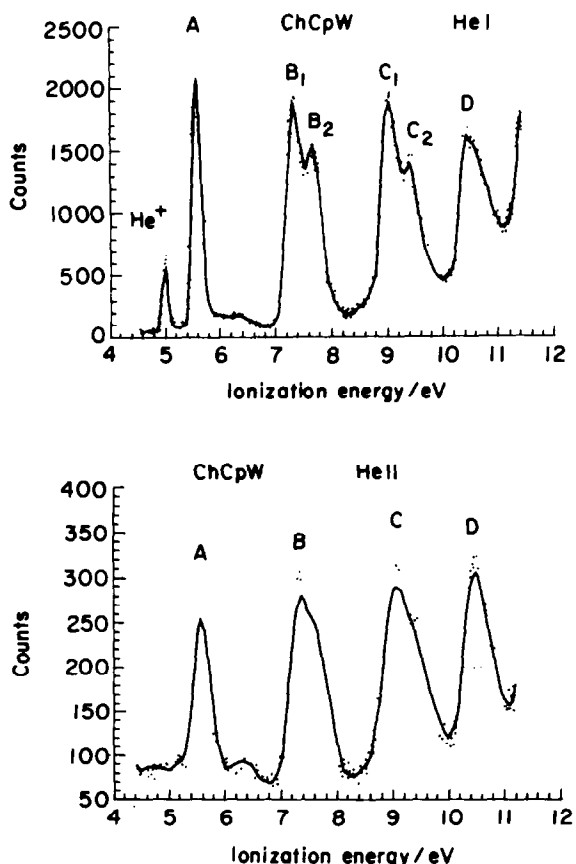 A ChCpW He I
2500
2000
1500
1000
500
0
Counts
He+
B1
B2
C1
C2
D
4 5 6 7 8 9 10 11 12
Ionization energy/eV
ChCpW HeII
400
350
300
250
200
150
100
50
Counts
A
B
C
D
4 5 6 7 8 9 10 11 12
Ionization energy/eV